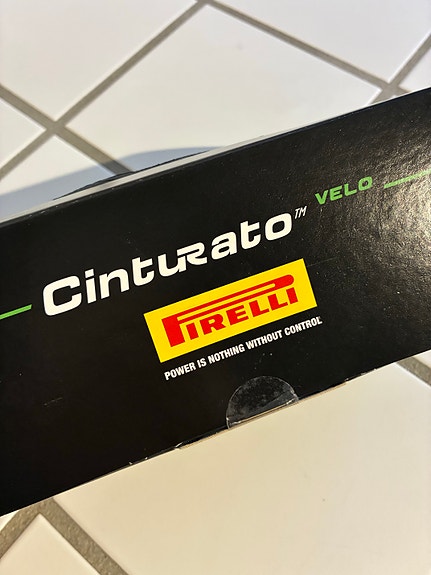 Cinturato™ VELO
PIRELLI
POWER IS NOTHING WITHOUT CONTROL